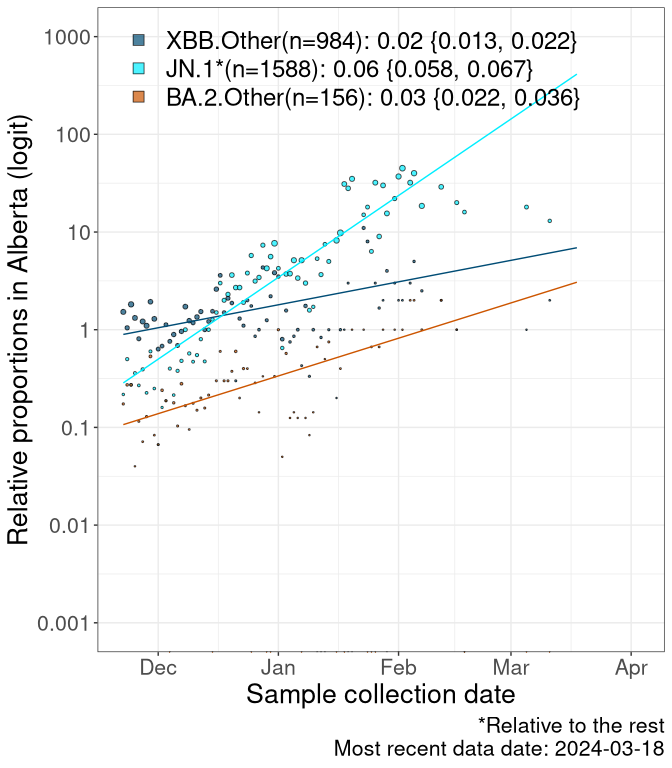 XBB.Other(n=984): 0.02 {0.013, 0.022}
JN.1*(n=1588): 0.06 {0.058, 0.067}
BA.2.Other(n=156): 0.03 {0.022, 0.036}
Relative proportions in Alberta (logit)
1000
100
10
1
0.1
0.01
0.001
Dec Jan Feb Mar Apr
Sample collection date
*Relative to the rest
Most recent data date: 2024-03-18